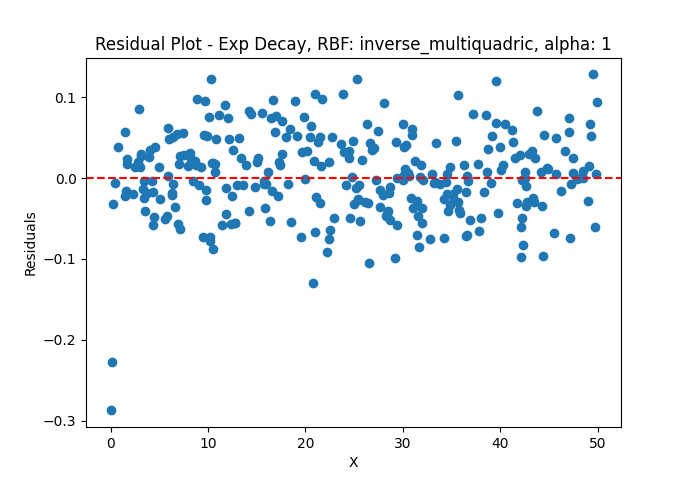 Residual Plot - Exp Decay, RBF: inverse_multiquadric, alpha: 1
0.1
0.0
−0.1
−0.2
−0.3
Residuals
0 10 20 30 40 50
X